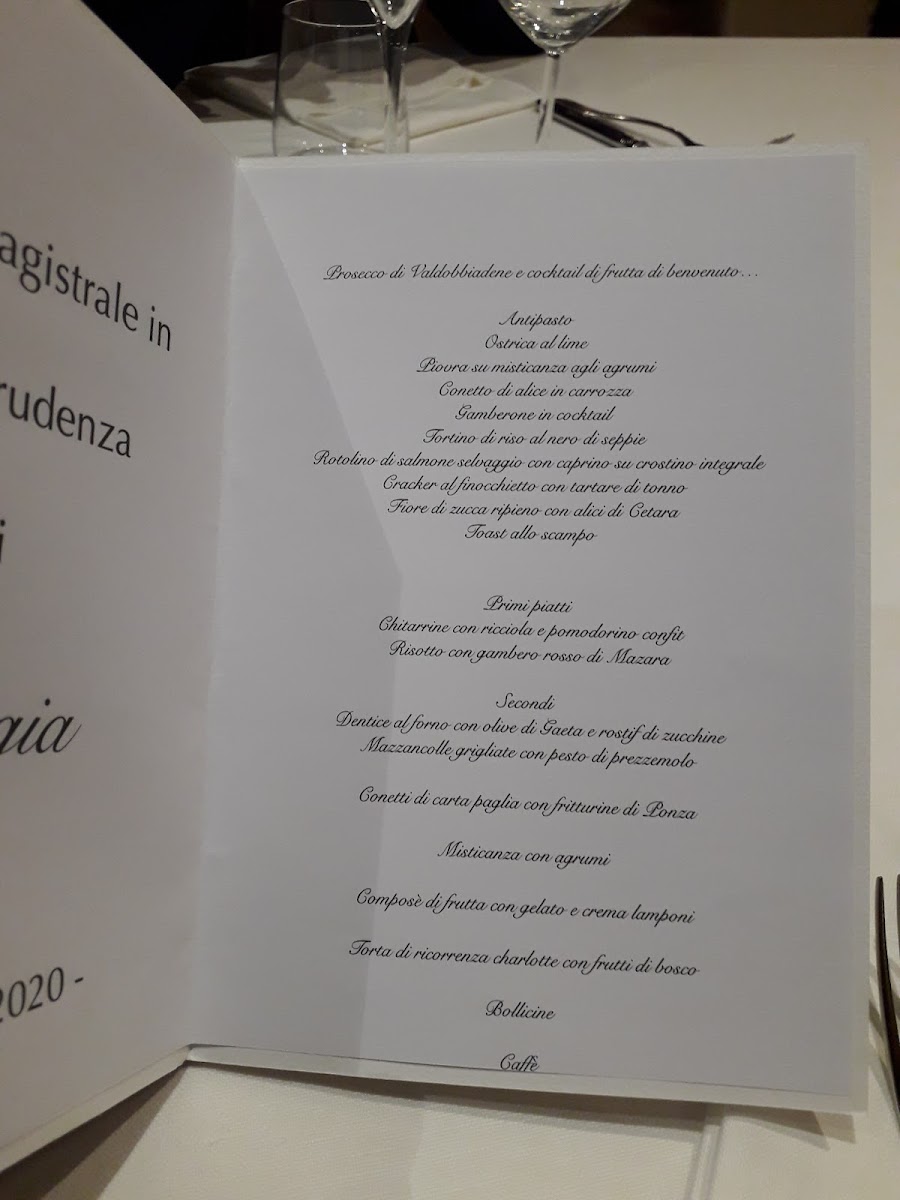 agistrale in
rudenza
i
gia
2020 -
Prosecco di Valdobbiadene e cocktail di frutta di benvenuto...
Antipasto
Ostrica al lime
Piovra su misticanza agli agrumi
Conetto di alice in carrozza
Gamberone in cocktail
Tortino di riso al nero di seppie
Rotolino di salmone selvaggio con caprino su crostino integrale
Cracker al finocchietto con tartare di tonno
Fiore di zucca ripieno con alici di Cetara
Toast allo scampo
Primi piatti
Chitarrine con ricciola e pomodorino confit
Risotto con gambero rosso di Mazara
Secondi
Dentice al forno con olive di Gaeta e rostif di zucchine
Mazzancolle grigliate con pesto di prezzemolo
Conetti di carta paglia con fritturine di Ponza
Misticanza con agrumi
Composè di frutta con gelato e crema lamponi
Torta di ricorrenza charlotte con frutti di bosco
Bollicine
Caffè